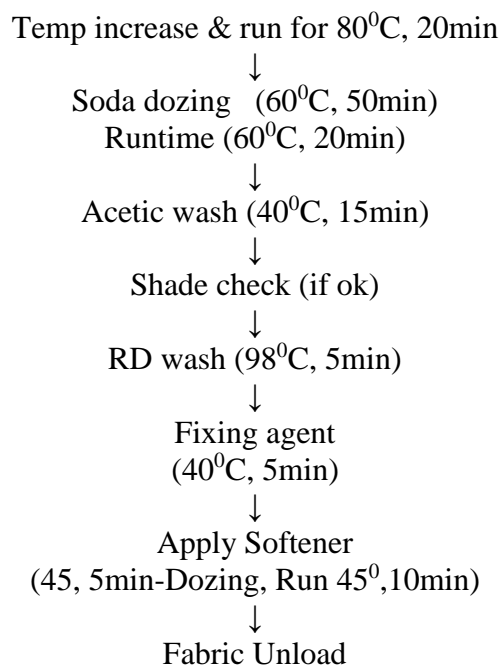 Temp increase & run for 80⁰C, 20min
↓
Soda dozing (60⁰C, 50min)
Runtime (60⁰C, 20min)
↓
Acetic wash (40⁰C, 15min)
↓
Shade check (if ok)
↓
RD wash (98⁰C, 5min)
↓
Fixing agent
(40⁰C, 5min)
↓
Apply Softener
(45, 5min-Dozing, Run 45⁰,10min)
↓
Fabric Unload